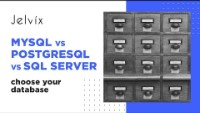 Jelvix
MYSQL vs
POSTGRESQL
vs SQL SERVER
choose your
database